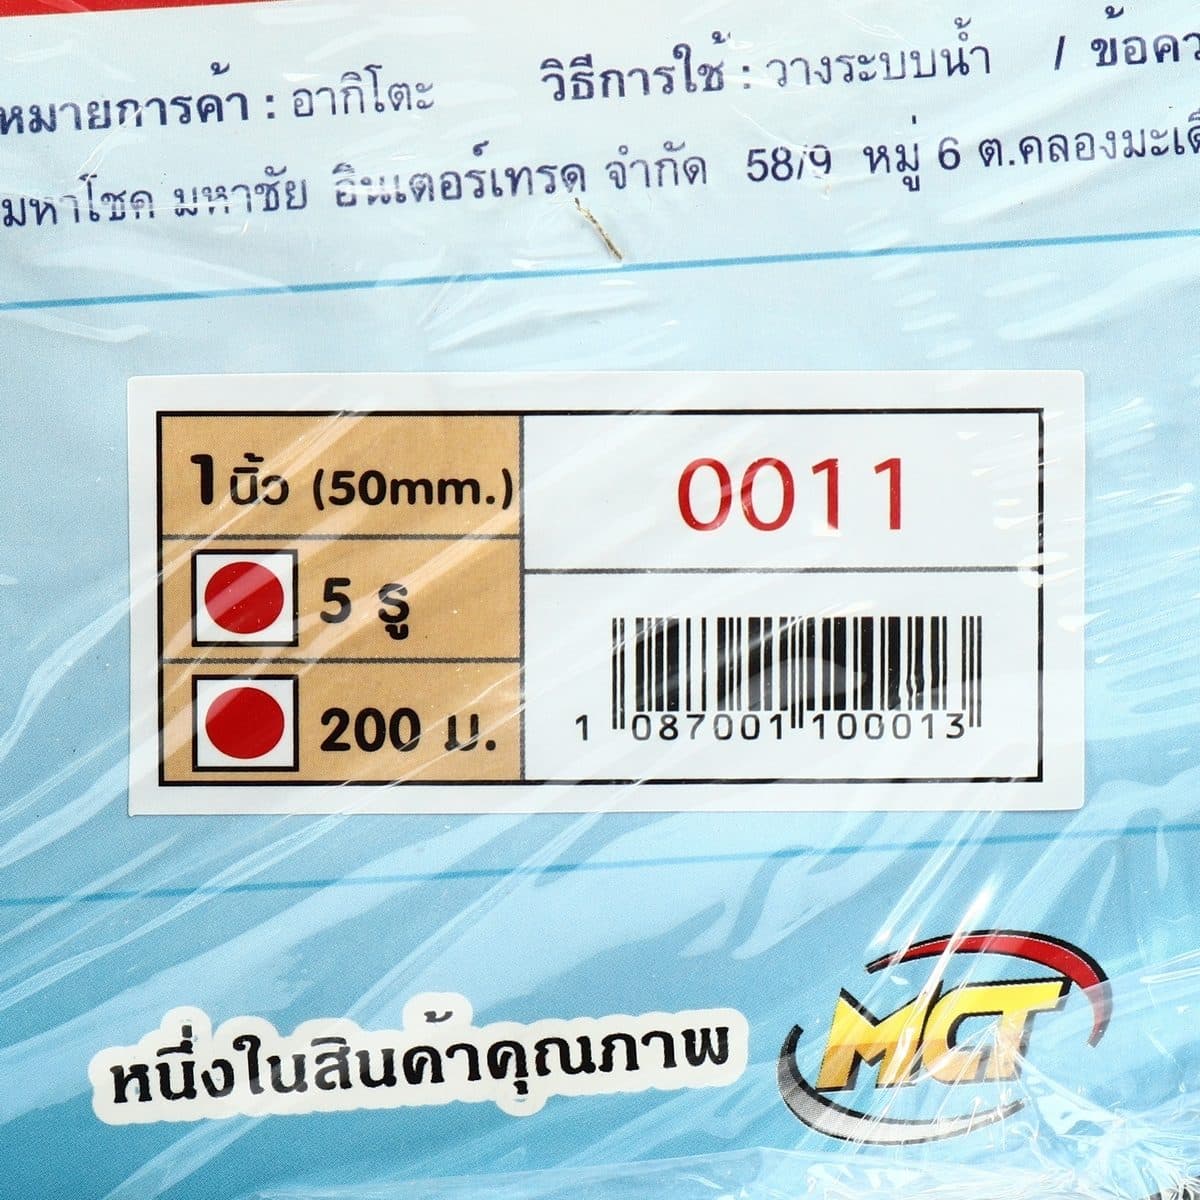 หมายการค้า : อากิโตะ วิธีการใช้ : วางระบบน้ำ / ข้อคว
มหาโชค มหาชัย อินเตอร์เทรด จำกัด 58/9 หมู่ 6 ต.คลองมะเดื
1 นิ้ว (50mm.)
0011
5 รู
200 ม.
1 087001 100013
หนึ่งในสินค้าคุณภาพ
MCT